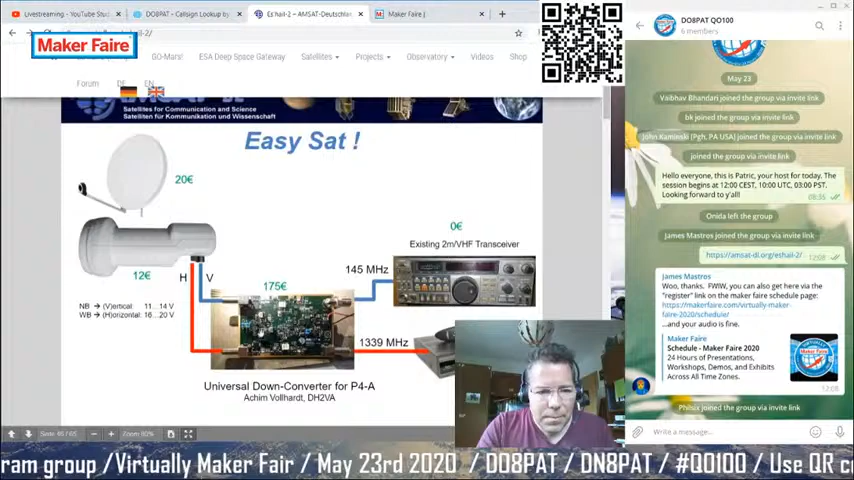 Livestreaming - YouTube Stu
DO8PAT - Callsign Lookup by
Es'hail-2 – AMSAT-Deutschlan
Maker Faire |
-2/
Maker Faire
GO-Mars!
ESA Deep Space Gateway
Satellites
Projects
Observatory
Videos
Shop
Forum
DE
EN
Satellites for Communication and Science
Satelliten für Kommunikation und Wissenschaft
Easy Sat !
20€
12€
H
V
175€
0€
Existing 2m/VHF Transceiver
145 MHz
1339 MHz
NB → (V)ertical: 11...14 V
WB → (H)orizontal: 16...20 V
Universal Down-Converter for P4-A
Achim Vollhardt, DH2VA
Zoom 80%
DO8PAT QO100
6 members
May 23
Vaibhav Bhandari joined the group via invite link
bk joined the group via invite link
John Kaminski [Pgh, PA USA] joined the group via invite link
joined the group via invite link
Hello everyone, this is Patric, your host for today. The
session begins at 12:00 CEST, 10:00 UTC, 03:00 PST.
Looking forward to y'all!
08:35
Onida left the group
James Mastros joined the group via invite link
https://amsat-dl.org/eshail-2/
12:08
James Mastros
Woo, thanks. FWIW, you can also get here via the
"register" link on the maker faire schedule page:
https://makerfaire.com/virtually-maker-
faire-2020/schedule/
...and your audio is fine.
Maker Faire
Schedule - Maker Faire 2020
24 Hours of Presentations,
Workshops, Demos, and Exhibits
Across All Time Zones.
12:08
joined the group via invite link
Write a message...
ram group / Virtually Maker Fair / May 23rd 2020 / DO8PAT / DN8PAT / #QO100 / Use QR co